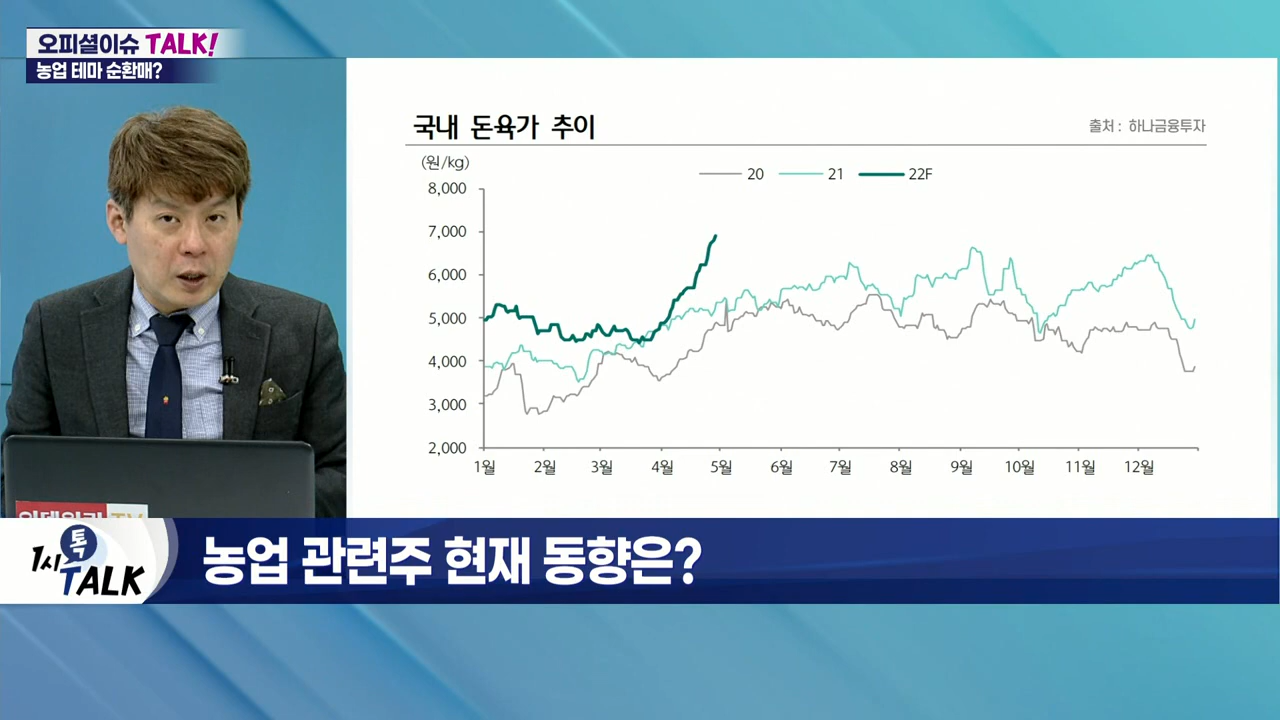 오피셜이슈 TALK!
농업 테마 순환매?
국내 돈육가 추이
출처 : 하나금융투자
(원/kg)
20 21 22F
8,000
7,000
6,000
5,000
4,000
3,000
2,000
1월 2월 3월 4월 5월 6월 7월 8월 9월 10월 11월 12월
1시 톡 TALK
농업 관련주 현재 동향은?